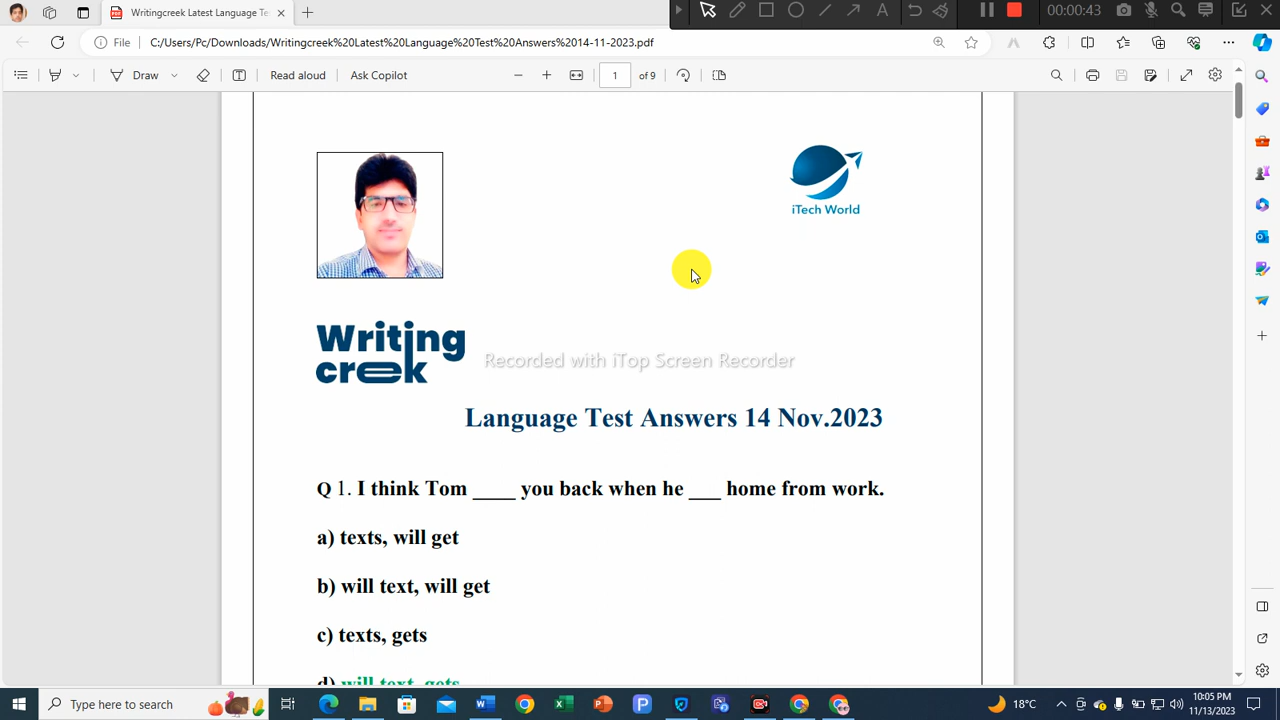 Writingcreek Latest Language Te
00:00:43
File
C:/Users/Pc/Downloads/Writingcreek%20Latest%20Language%20Test%20Answers%2014-11-2023.pdf
Draw
Read aloud
Ask Copilot
1
of 9
iTech World
Writing
creek
Recorded with iTop Screen Recorder
Language Test Answers 14 Nov.2023
Q 1. I think Tom ____ you back when he ___ home from work.
a) texts, will get
b) will text, will get
c) texts, gets
d) will text, gets
Type here to search
18°C
10:05 PM
11/13/2023